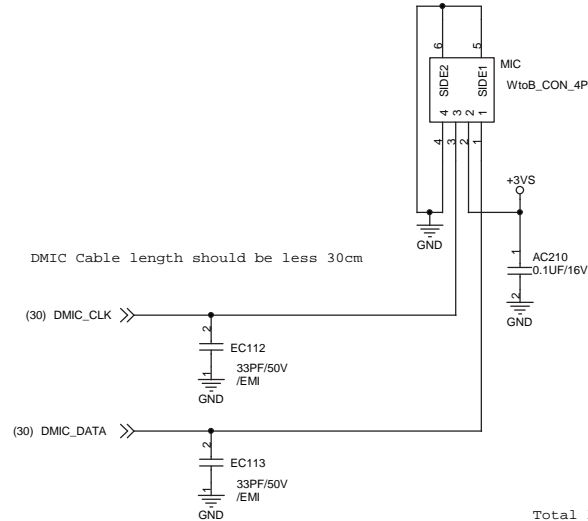 6
5
MIC
SIDE2
SIDE1
WtoB_CON_4P
4
3
2
1
4
3
2
1
+3VS
GND
1
AC210
0.1UF/16V
2
GND
DMIC Cable length should be less 30cm
(30) DMIC_CLK
2
EC112
1
33PF/50V
/EMI
GND
(30) DMIC_DATA
2
EC113
1
33PF/50V
/EMI
GND
Total